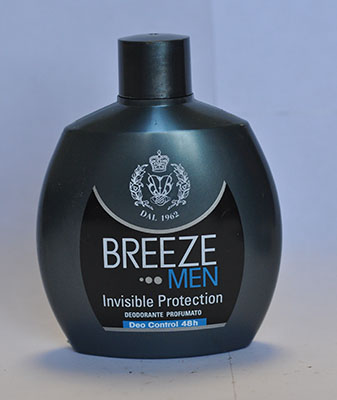 DAL 1962
BREEZE
MEN
Invisible Protection
DEODORANTE PROFUMATO
Deo Control 48h